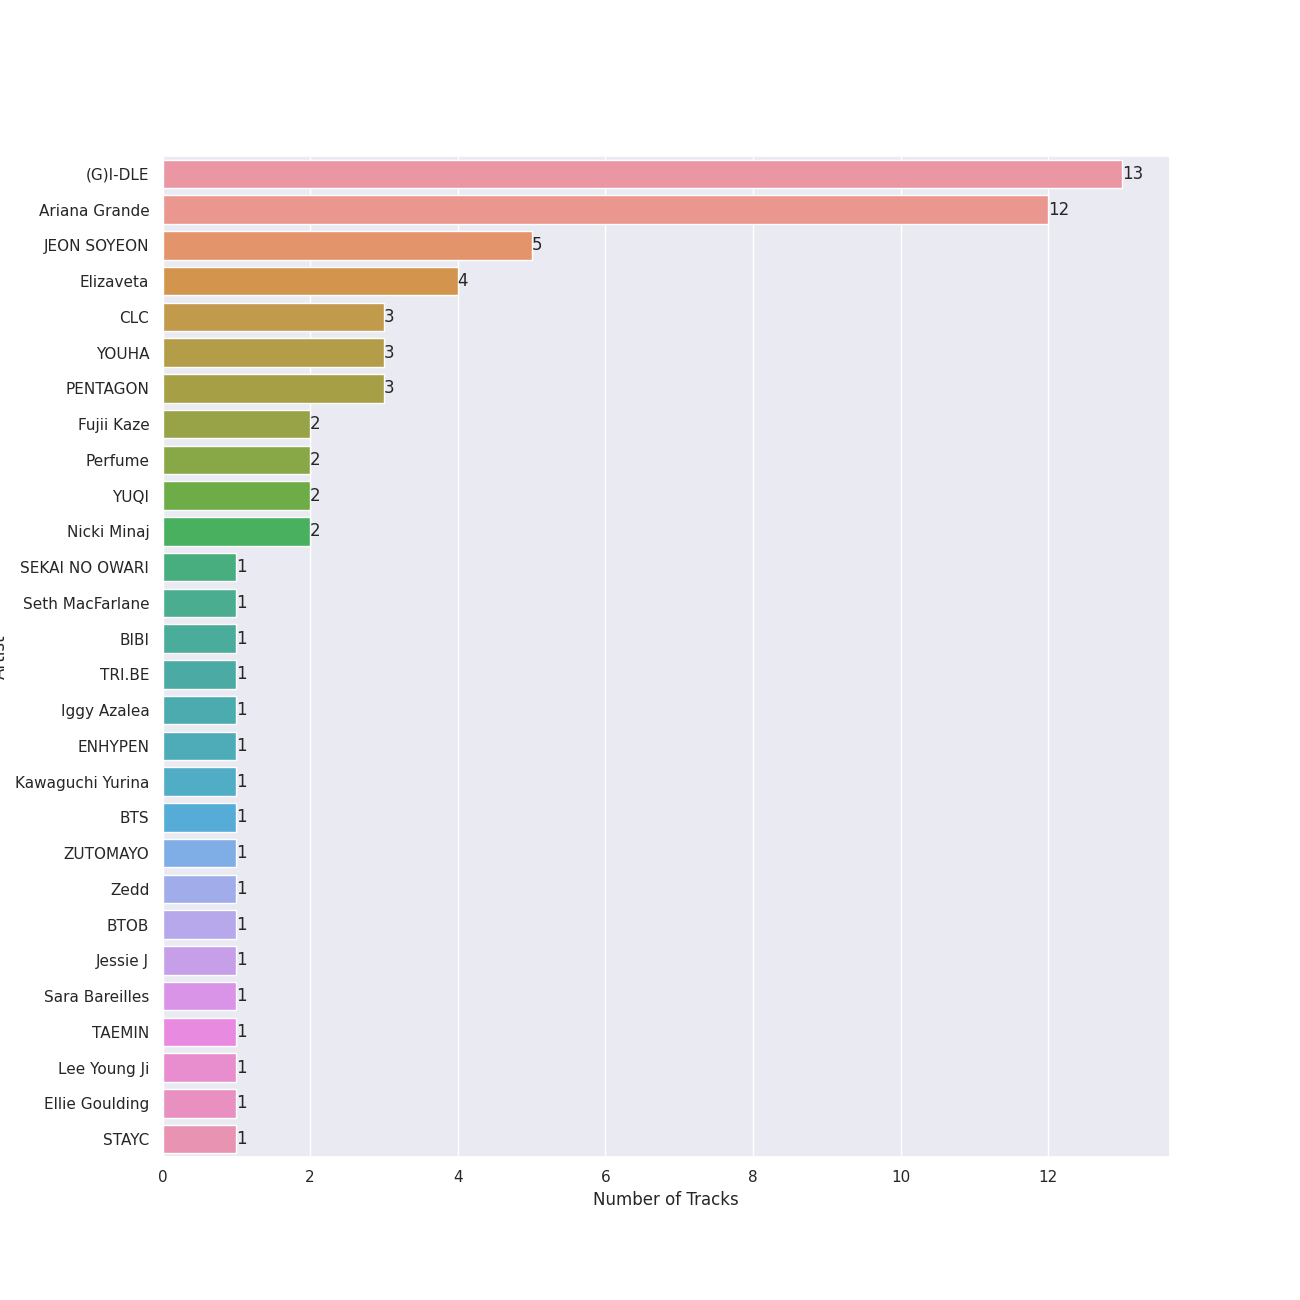 (G)I-DLE 13
Ariana Grande 12
JEON SOYEON 5
Elizaveta 4
CLC 3
YOUHA 3
PENTAGON 3
Fujii Kaze 2
Perfume 2
YUQI 2
Nicki Minaj 2
SEKAI NO OWARI 1
Seth MacFarlane 1
BIBI 1
TRI.BE 1
Iggy Azalea 1
ENHYPEN 1
Kawaguchi Yurina 1
BTS 1
ZUTOMAYO 1
Zedd 1
BTOB 1
Jessie J 1
Sara Bareilles 1
TAEMIN 1
Lee Young Ji 1
Ellie Goulding 1
STAYC 1
0 2 4 6 8 10 12
Number of Tracks